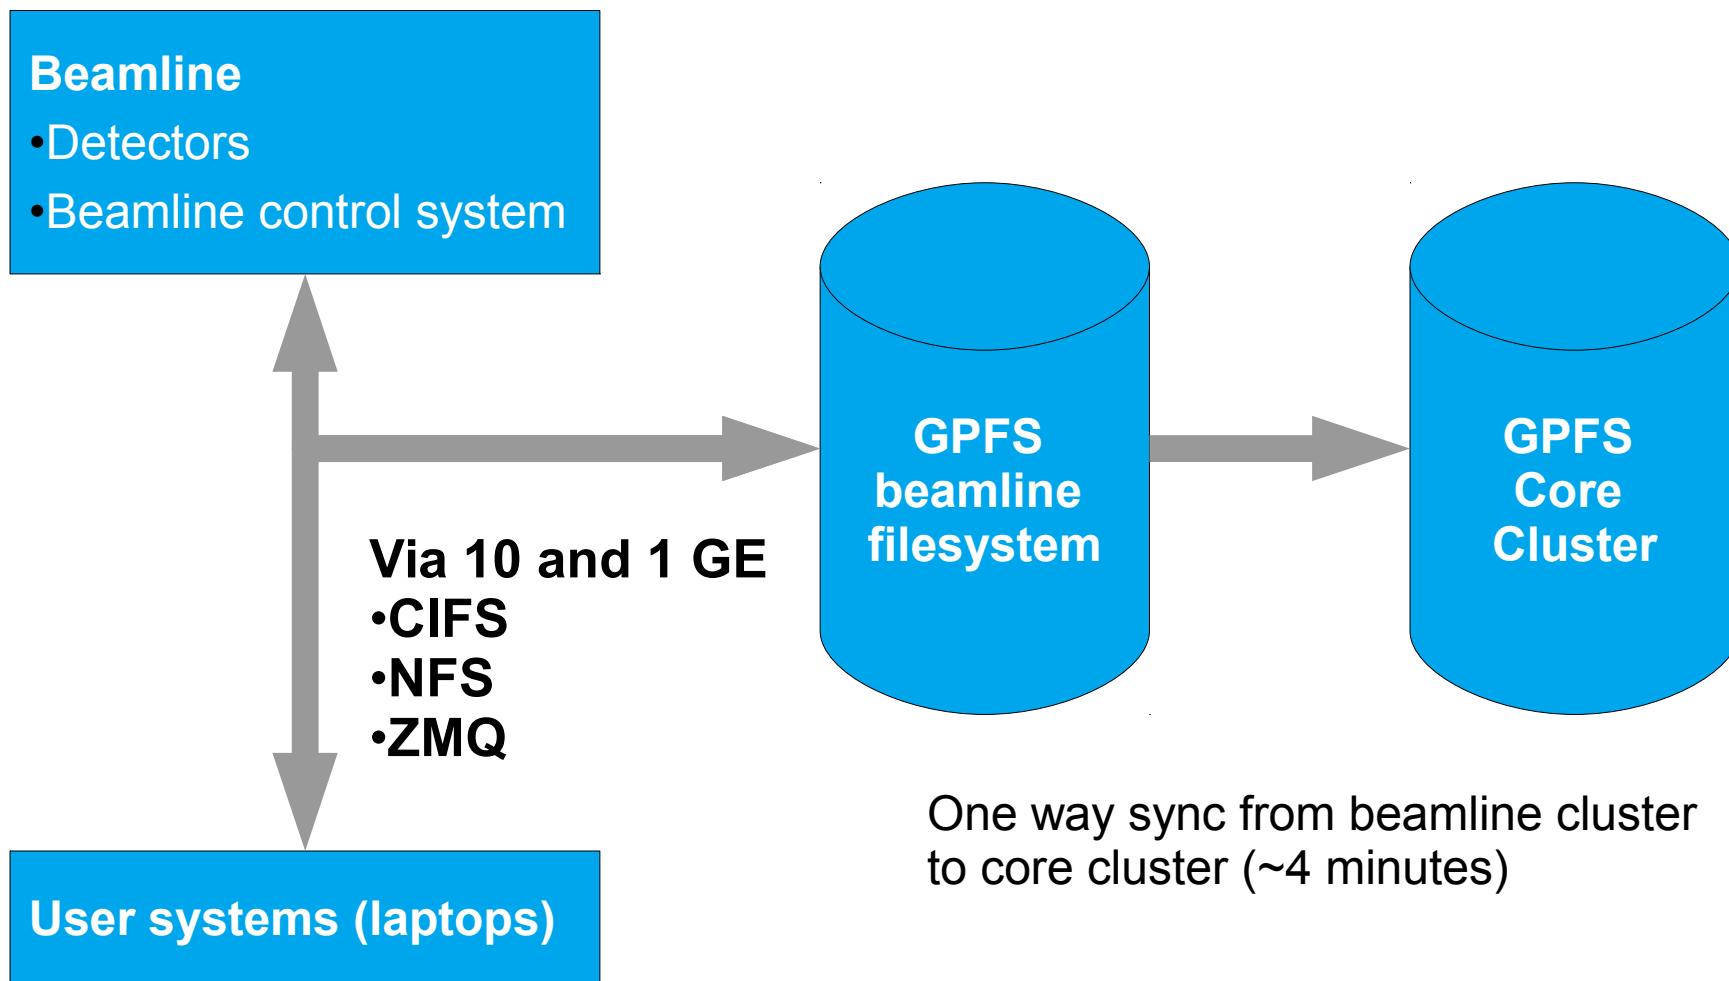 Beamline
•Detectors
•Beamline control system
GPFS
beamline
filesystem
GPFS
Core
Cluster
Via 10 and 1 GE
•CIFS
•NFS
•ZMQ
One way sync from beamline cluster
to core cluster (~4 minutes)
User systems (laptops)